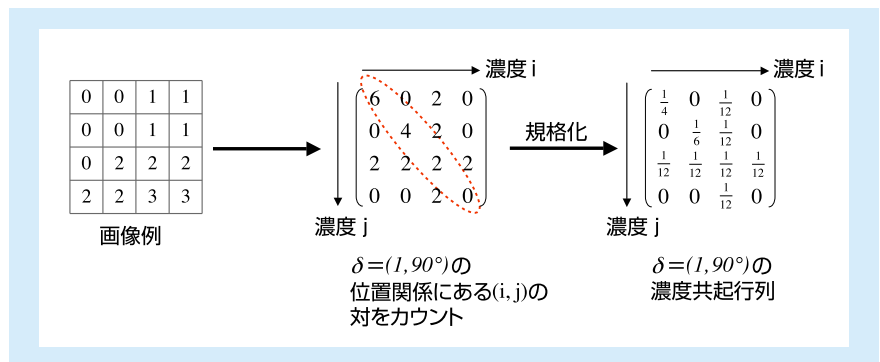 0 0 1 1
0 0 1 1
0 2 2 2
2 2 3 3
画像例
濃度 i
6 0 2 0
0 4 2 0
2 2 2 2
0 0 2 0
濃度 j
δ=(1,90°)の
位置関係にある(i, j)の
対をカウント
規格化
濃度 i
1/4 0 1/12 0
0 1/6 1/12 0
1/12 1/12 1/12 1/12
0 0 1/12 0
濃度 j
δ=(1,90°)の
濃度共起行列